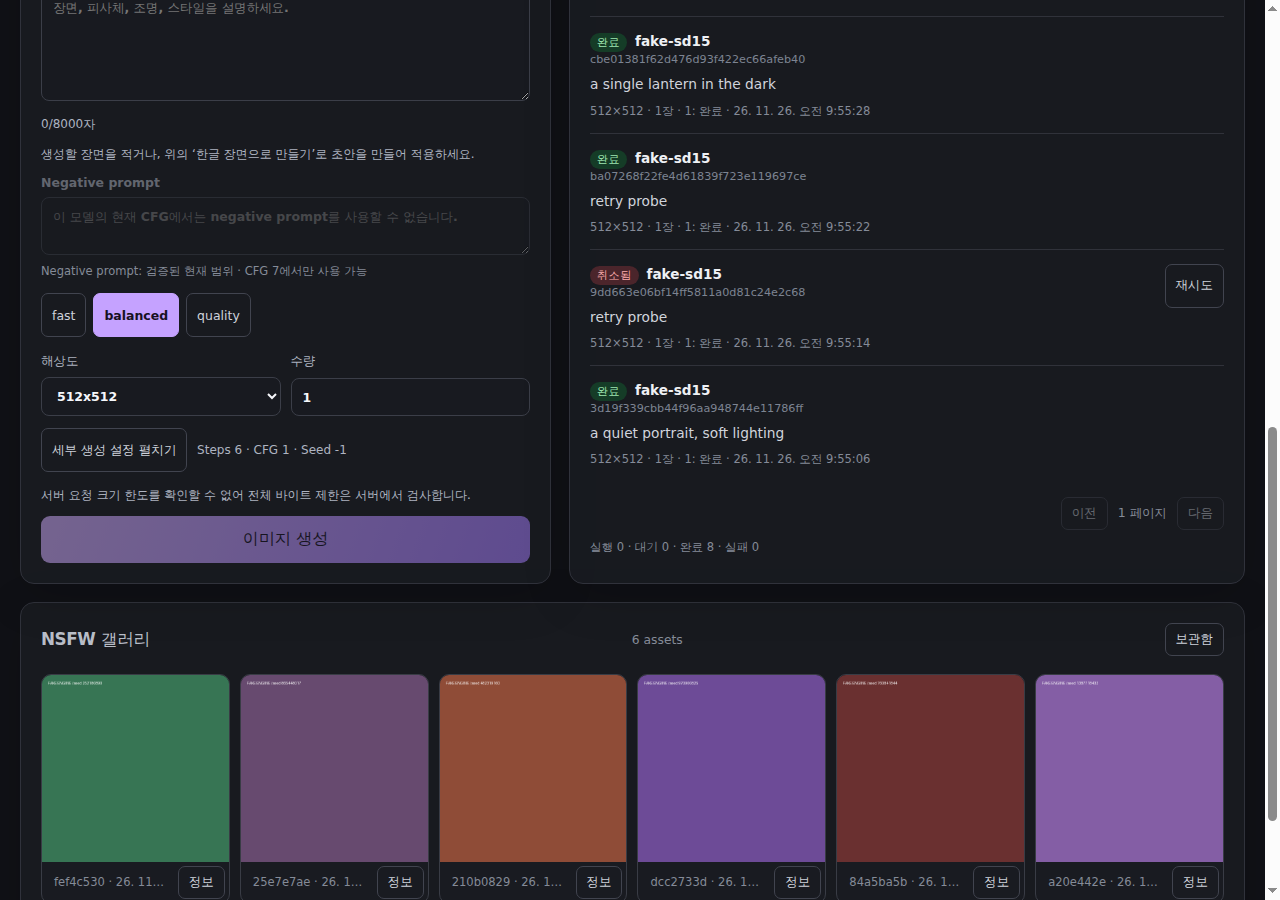 장면, 피사체, 조명, 스타일을 설명하세요.
0/8000자
생성할 장면을 적거나, 위의 ‘한글 장면으로 만들기’로 초안을 만들어 적용하세요.
Negative prompt
이 모델의 현재 CFG에서는 negative prompt를 사용할 수 없습니다.
Negative prompt: 검증된 현재 범위 · CFG 7에서만 사용 가능
fast balanced quality
해상도 수량
512x512 1
세부 생성 설정 펼치기 Steps 6 · CFG 1 · Seed -1
서버 요청 크기 한도를 확인할 수 없어 전체 바이트 제한은 서버에서 검사합니다.
이미지 생성
완료 fake-sd15
cbe01381f62d476d93f422ec66afeb40
a single lantern in the dark
512×512 · 1장 · 1: 완료 · 26. 11. 26. 오전 9:55:28
완료 fake-sd15
ba07268f22fe4d61839f723e119697ce
retry probe
512×512 · 1장 · 1: 완료 · 26. 11. 26. 오전 9:55:22
취소됨 fake-sd15
재시도
9dd663e06bf14ff5811a0d81c24e2c68
retry probe
512×512 · 1장 · 1: 완료 · 26. 11. 26. 오전 9:55:14
완료 fake-sd15
3d19f339cbb44f96aa948744e11786ff
a quiet portrait, soft lighting
512×512 · 1장 · 1: 완료 · 26. 11. 26. 오전 9:55:06
이전 1 페이지 다음
실행 0 · 대기 0 · 완료 8 · 실패 0
NSFW 갤러리 6 assets 보관함
fef4c530 · 26. 11... 정보
25e7e7ae · 26. 1... 정보
210b0829 · 26. 1... 정보
dcc2733d · 26. 1... 정보
84a5ba5b · 26. 1... 정보
a20e442e · 26. 1... 정보